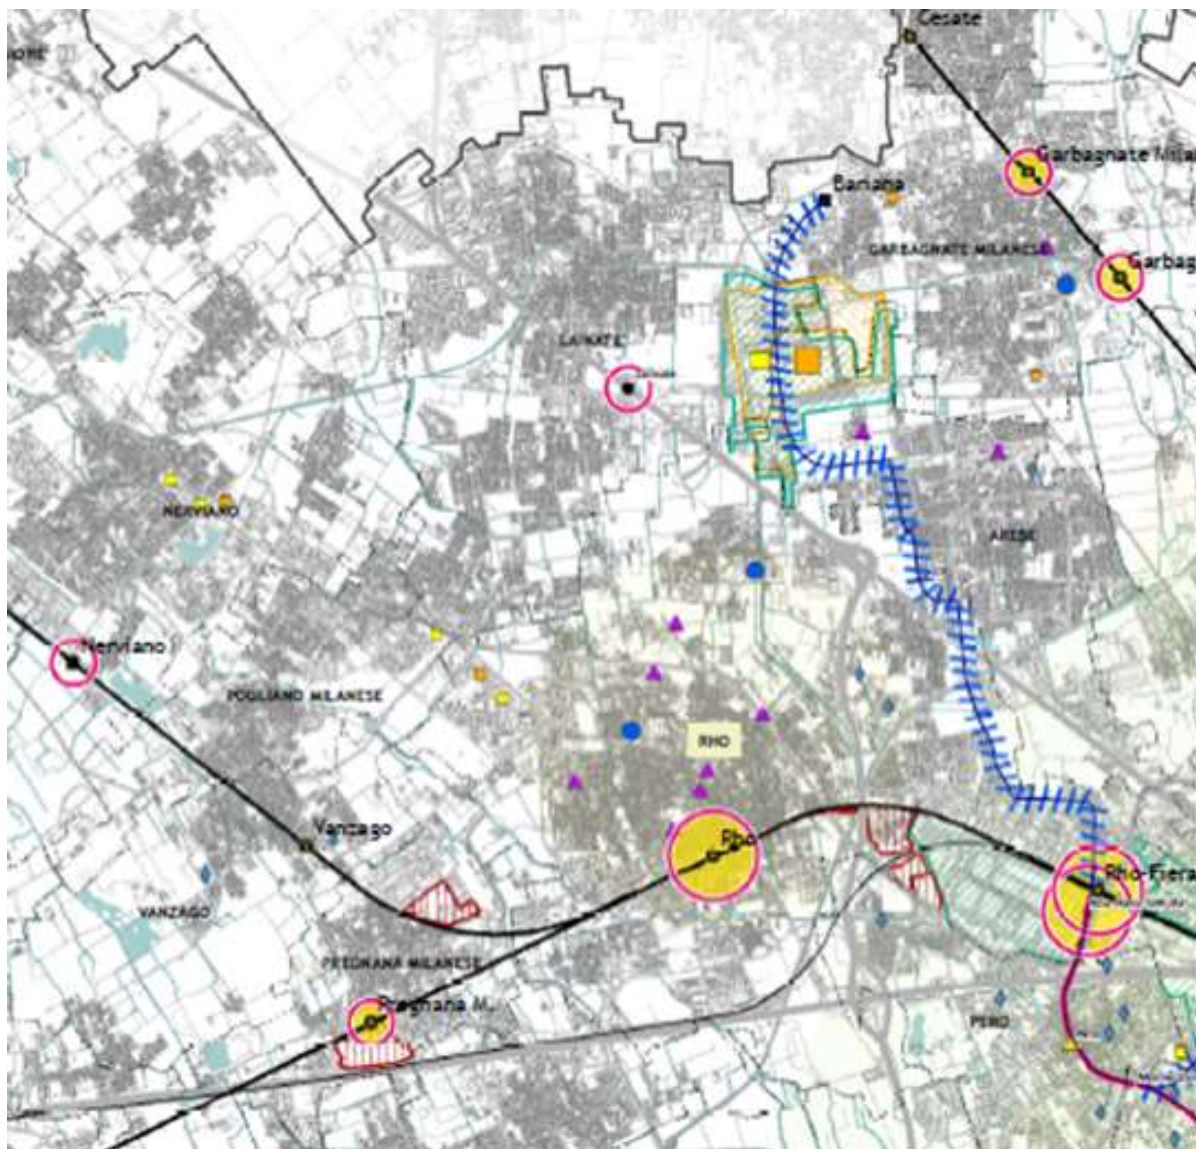 Cesate
Garbagnate Mila
Bariana
GARBAGNATE MILANESE
Garbag
LAINATE
NERVIANO
ARESE
Nerviano
POGLIANO MILANESE
RHO
Vanzago
Rho
Rho-Fiera
VANZAGO
PREGNANA MILANESE
Pregnana M.
PERO